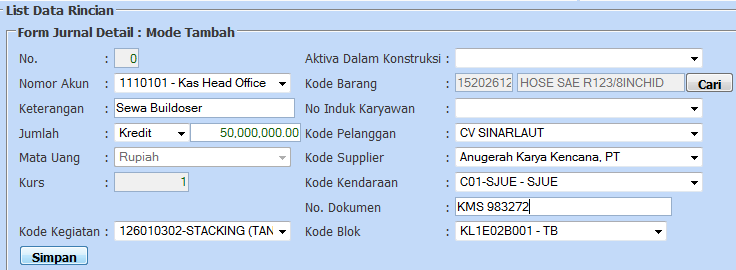 List Data Rincian
Form Jurnal Detail : Mode Tambah
No. : 0 Aktiva Dalam Konstruksi :
Nomor Akun : 1110101 - Kas Head Office Kode Barang : 15202612 HOSE SAE R123/8INCHID Cari
Keterangan : Sewa Buildoser No Induk Karyawan :
Jumlah : Kredit 50,000,000.00 Kode Pelanggan : CV SINARLAUT
Mata Uang : Rupiah Kode Supplier : Anugerah Karya Kencana, PT
Kurs : 1 Kode Kendaraan : C01-SJUE - SJUE
No. Dokumen : KMS 983272
Kode Kegiatan : 126010302-STACKING (TAN Kode Blok : KL1E02B001 - TB
Simpan